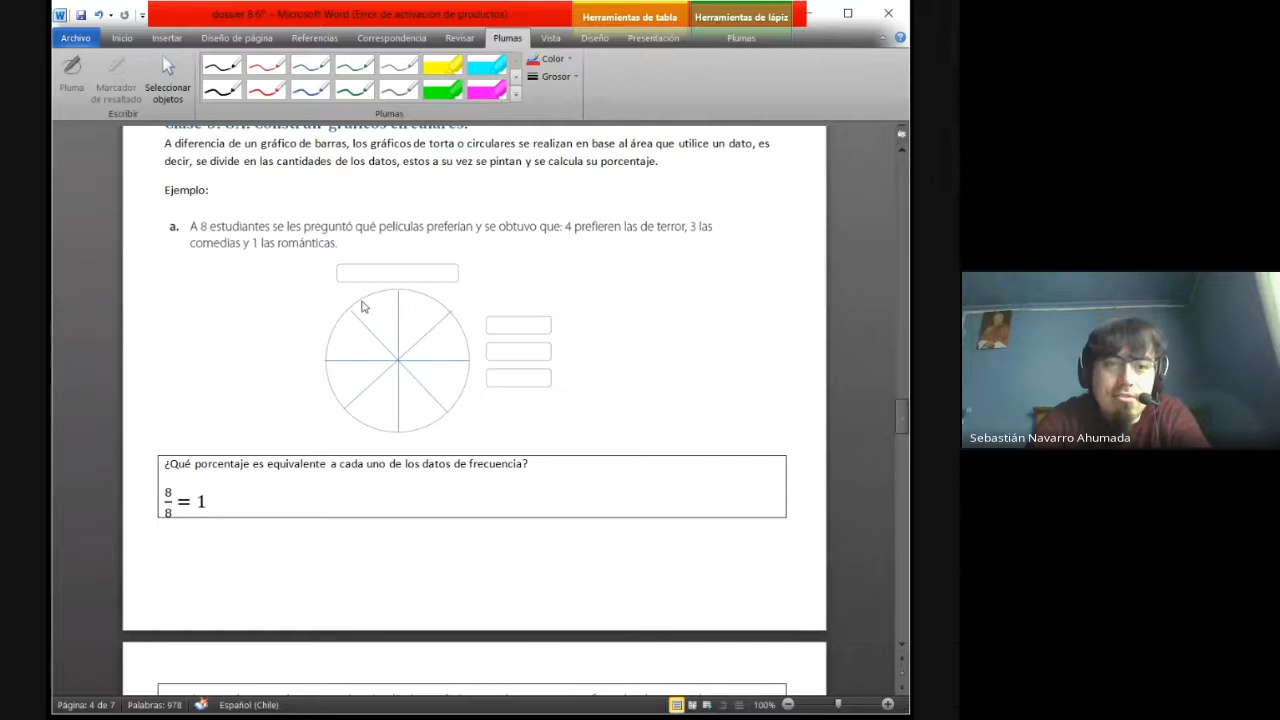 dossier 8 6° - Microsoft Word (Error de activación de productos)
Herramientas de tabla
Herramientas de lápiz
Archivo
Inicio
Insertar
Diseño de página
Referencias
Correspondencia
Revisar
Plumas
Vista
Diseño
Presentación
Plumas
Pluma
Marcador de resaltado
Seleccionar objetos
Color
Grosor
Escribir
Plumas
A diferencia de un gráfico de barras, los gráficos de torta o circulares se realizan en base al área que utilice un dato, es
decir, se divide en las cantidades de los datos, estos a su vez se pintan y se calcula su porcentaje.
Ejemplo:
a. A 8 estudiantes se les preguntó qué películas preferían y se obtuvo que: 4 prefieren las de terror, 3 las
comedias y 1 las románticas.
¿Qué porcentaje es equivalente a cada uno de los datos de frecuencia?
8/8 = 1
Sebastián Navarro Ahumada
Página: 4 de 7
Palabras: 978
Español (Chile)
100%